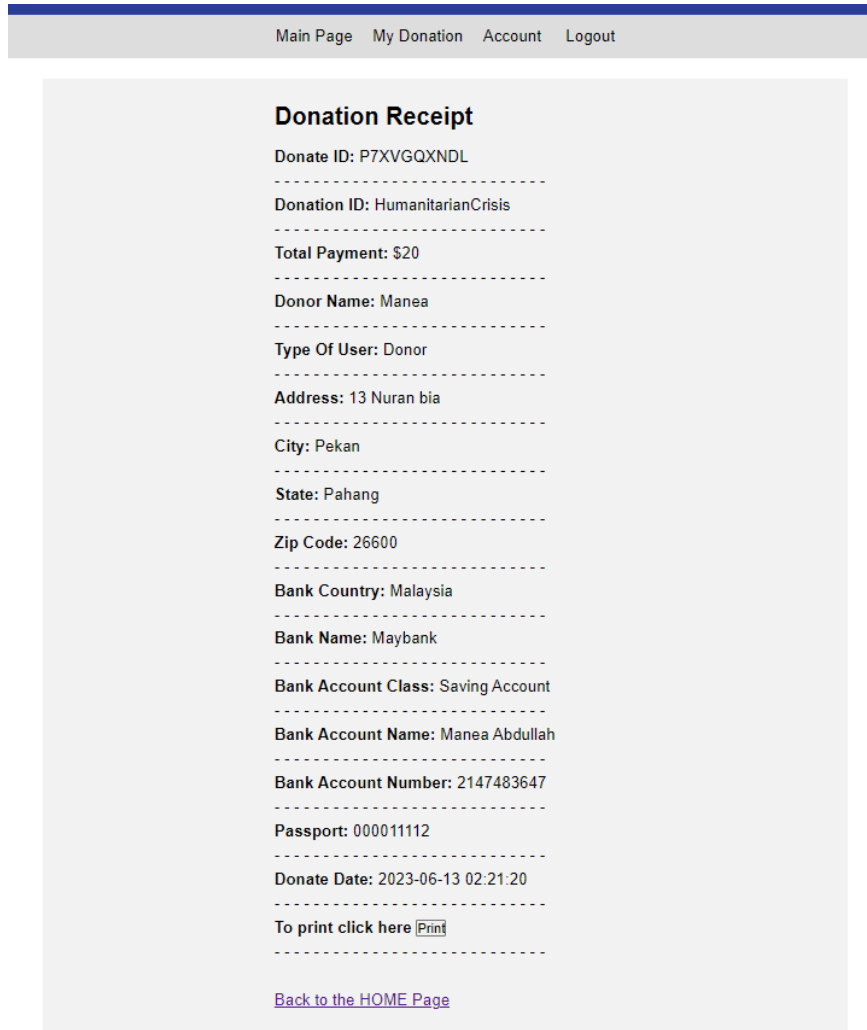 Main Page My Donation Account Logout
Donation Receipt
Donate ID: P7XVGQXNDL
- - - - - - - - - - - - - - - - - - - - - - - - - - - -
Donation ID: HumanitarianCrisis
- - - - - - - - - - - - - - - - - - - - - - - - - - - -
Total Payment: $20
- - - - - - - - - - - - - - - - - - - - - - - - - - - -
Donor Name: Manea
- - - - - - - - - - - - - - - - - - - - - - - - - - - -
Type Of User: Donor
- - - - - - - - - - - - - - - - - - - - - - - - - - - -
Address: 13 Nuran bia
- - - - - - - - - - - - - - - - - - - - - - - - - - - -
City: Pekan
- - - - - - - - - - - - - - - - - - - - - - - - - - - -
State: Pahang
- - - - - - - - - - - - - - - - - - - - - - - - - - - -
Zip Code: 26600
- - - - - - - - - - - - - - - - - - - - - - - - - - - -
Bank Country: Malaysia
- - - - - - - - - - - - - - - - - - - - - - - - - - - -
Bank Name: Maybank
- - - - - - - - - - - - - - - - - - - - - - - - - - - -
Bank Account Class: Saving Account
- - - - - - - - - - - - - - - - - - - - - - - - - - - -
Bank Account Name: Manea Abdullah
- - - - - - - - - - - - - - - - - - - - - - - - - - - -
Bank Account Number: 2147483647
- - - - - - - - - - - - - - - - - - - - - - - - - - - -
Passport: 000011112
- - - - - - - - - - - - - - - - - - - - - - - - - - - -
Donate Date: 2023-06-13 02:21:20
- - - - - - - - - - - - - - - - - - - - - - - - - - - -
To print click here Print
- - - - - - - - - - - - - - - - - - - - - - - - - - - -
Back to the HOME Page